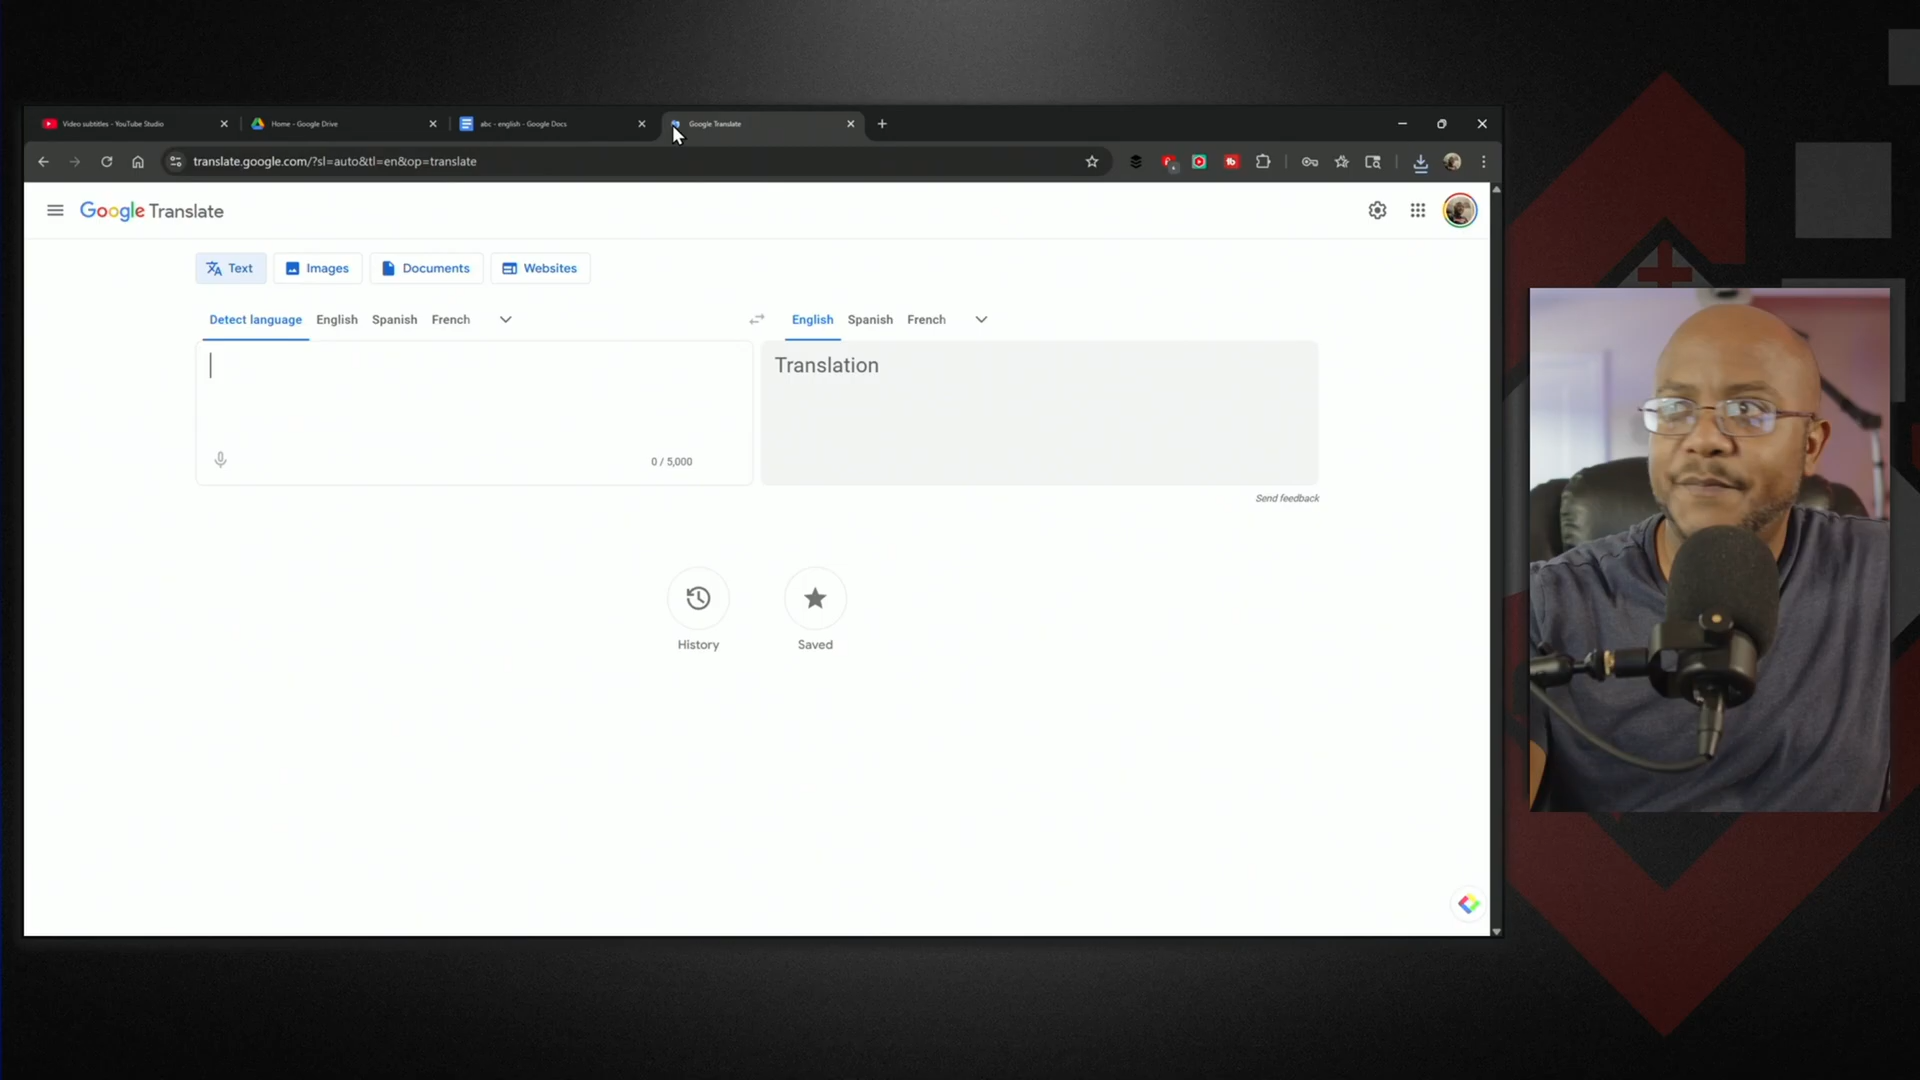 Video subtitles - YouTube Studio
Home - Google Drive
abc - english - Google Docs
Google Translate
translate.google.com/?sl=auto&tl=en&op=translate
Google Translate
Text Images Documents Websites
Detect language English Spanish French English Spanish French
Translation
0 / 5,000
Send feedback
History Saved